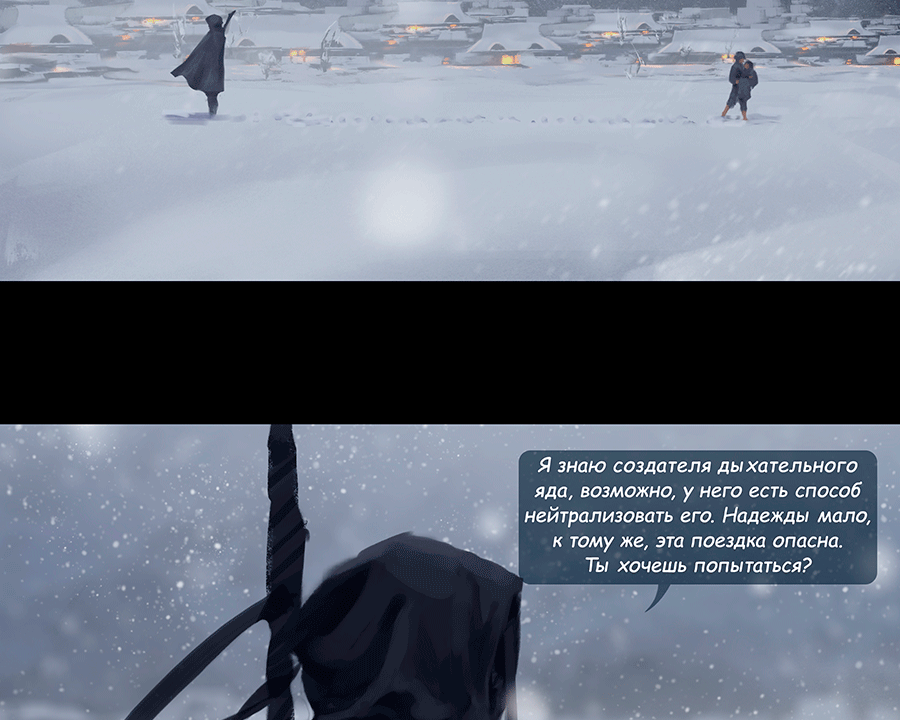 Я знаю создателя дыхательного
яда, возможно, у него есть способ
нейтрализовать его. Надежды мало,
к тому же, эта поездка опасна.
Ты хочешь попытаться?